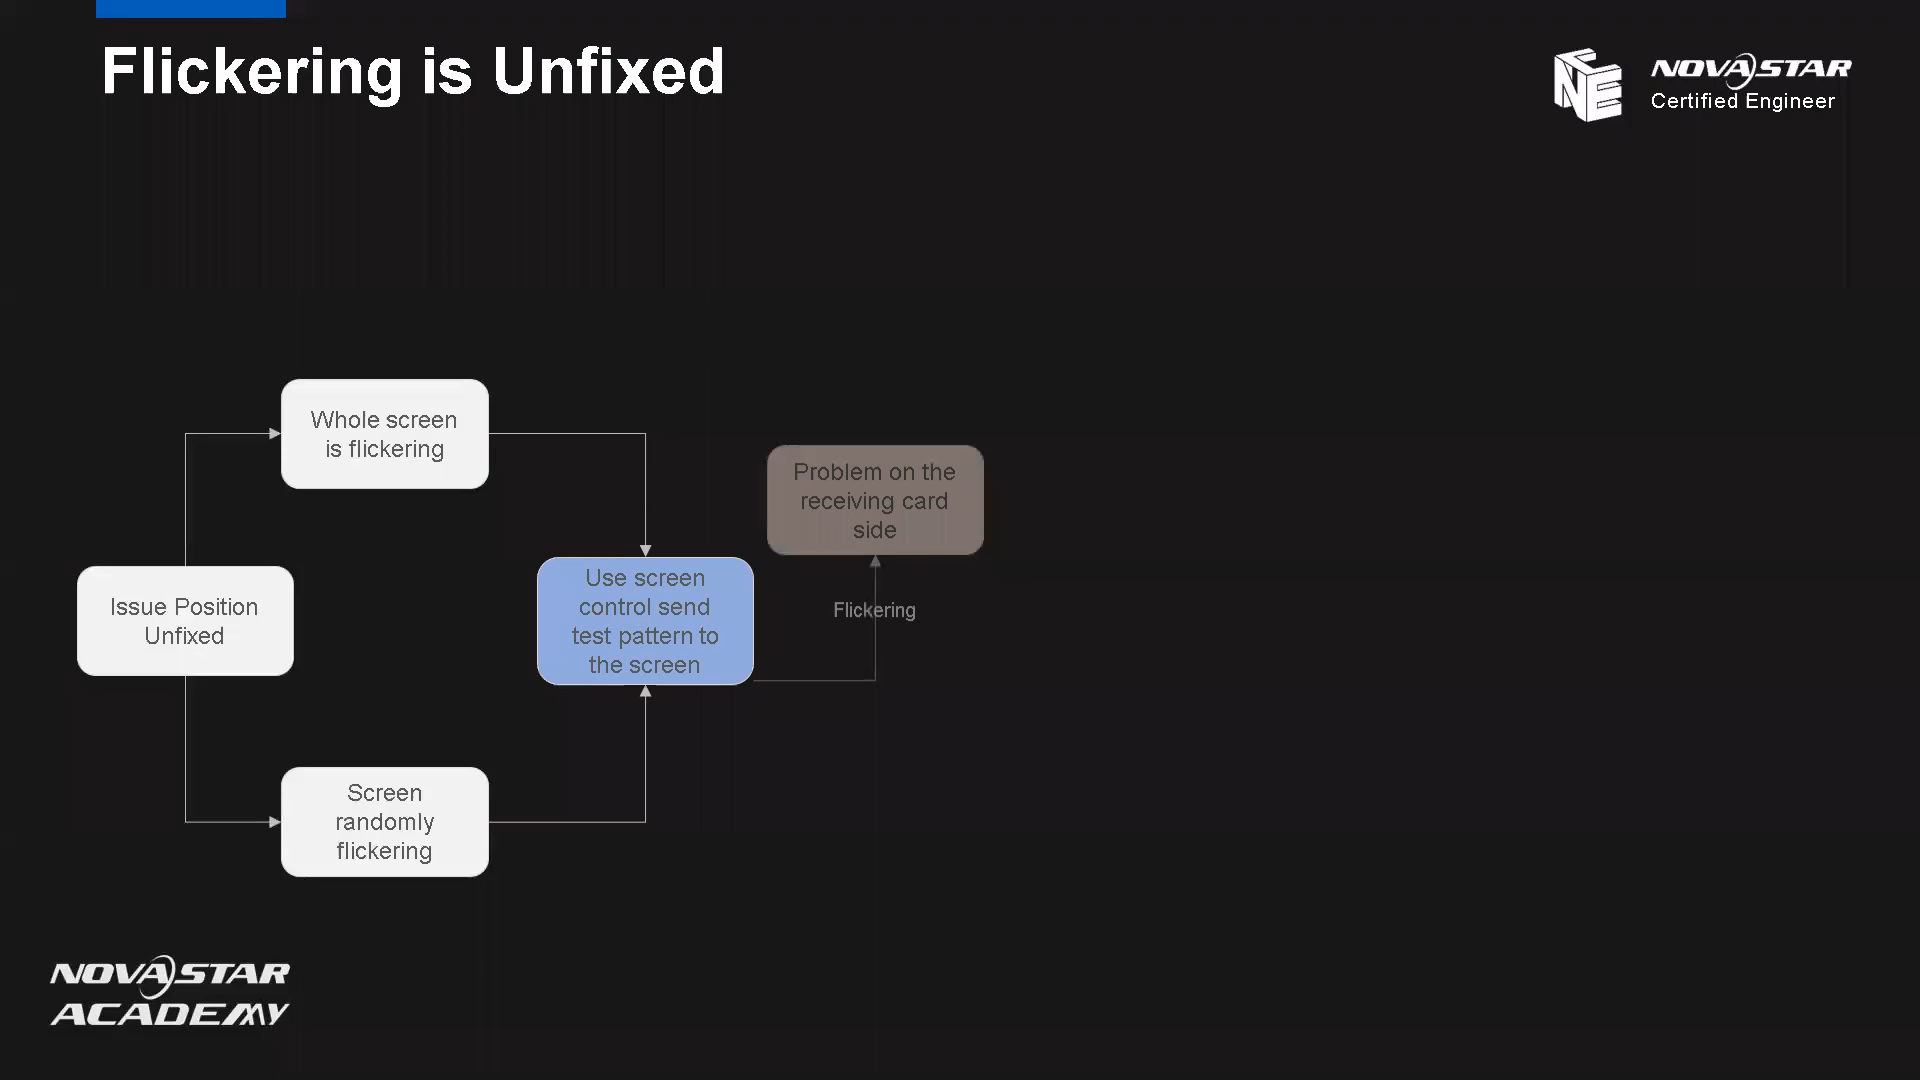 Flickering is Unfixed
NE
NOVASTAR
Certified Engineer
Whole screen
is flickering
Problem on the
receiving card
side
Issue Position
Unfixed
Use screen
control send
test pattern to
the screen
Flickering
Screen
randomly
flickering
NOVASTAR
ACADEMY